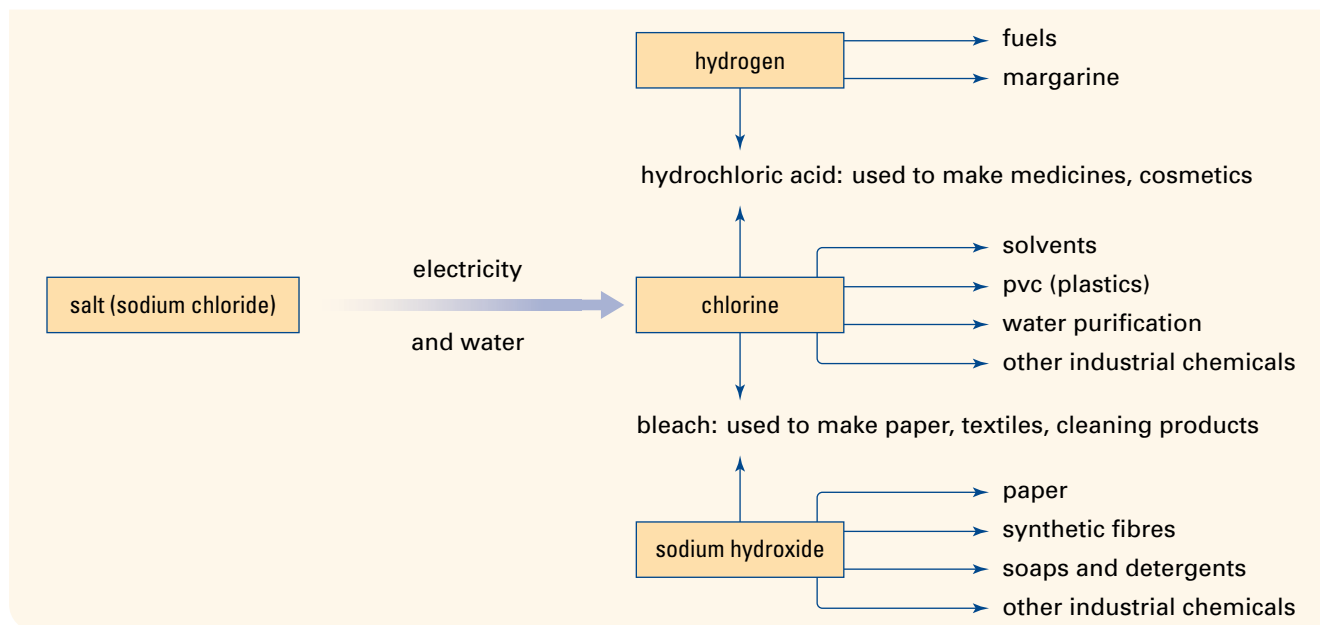 hydrogen
fuels
margarine
hydrochloric acid: used to make medicines, cosmetics
salt (sodium chloride)
electricity
and water
chlorine
solvents
pvc (plastics)
water purification
other industrial chemicals
bleach: used to make paper, textiles, cleaning products
sodium hydroxide
paper
synthetic fibres
soaps and detergents
other industrial chemicals